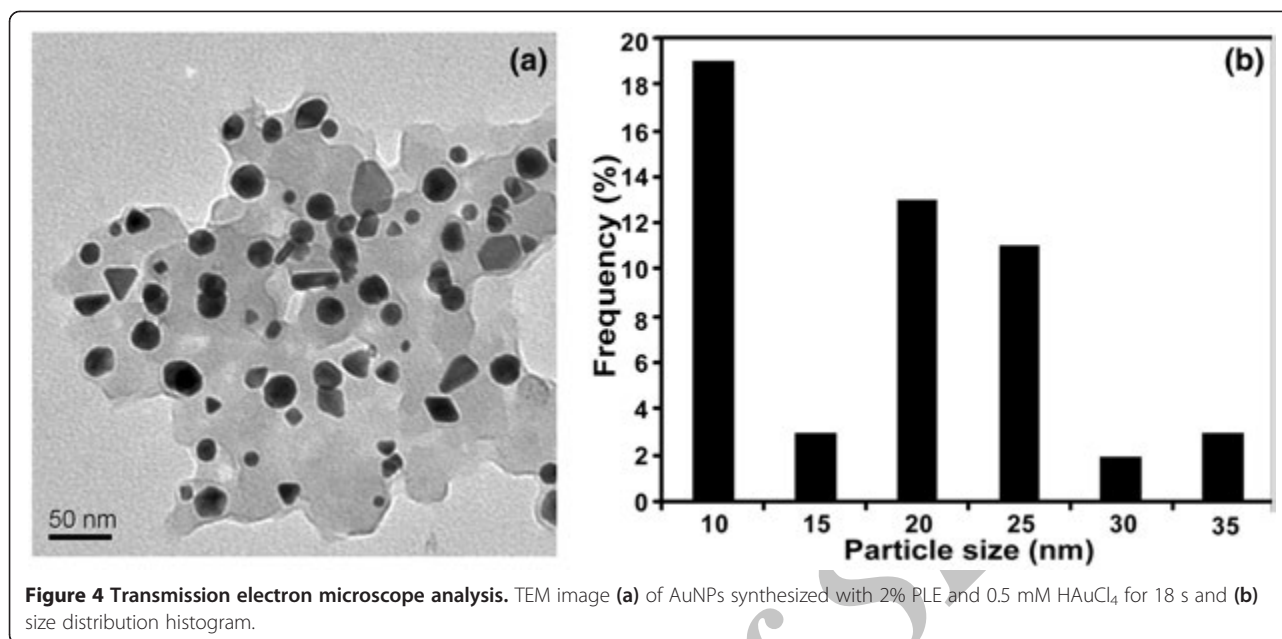 (a)
50 nm
(b)
Frequency (%)
20
18
16
14
12
10
8
6
4
2
0
10 15 20 25 30 35
Particle size (nm)
Figure 4 Transmission electron microscope analysis. TEM image (a) of AuNPs synthesized with 2% PLE and 0.5 mM HAuCl₄ for 18 s and (b)
size distribution histogram.